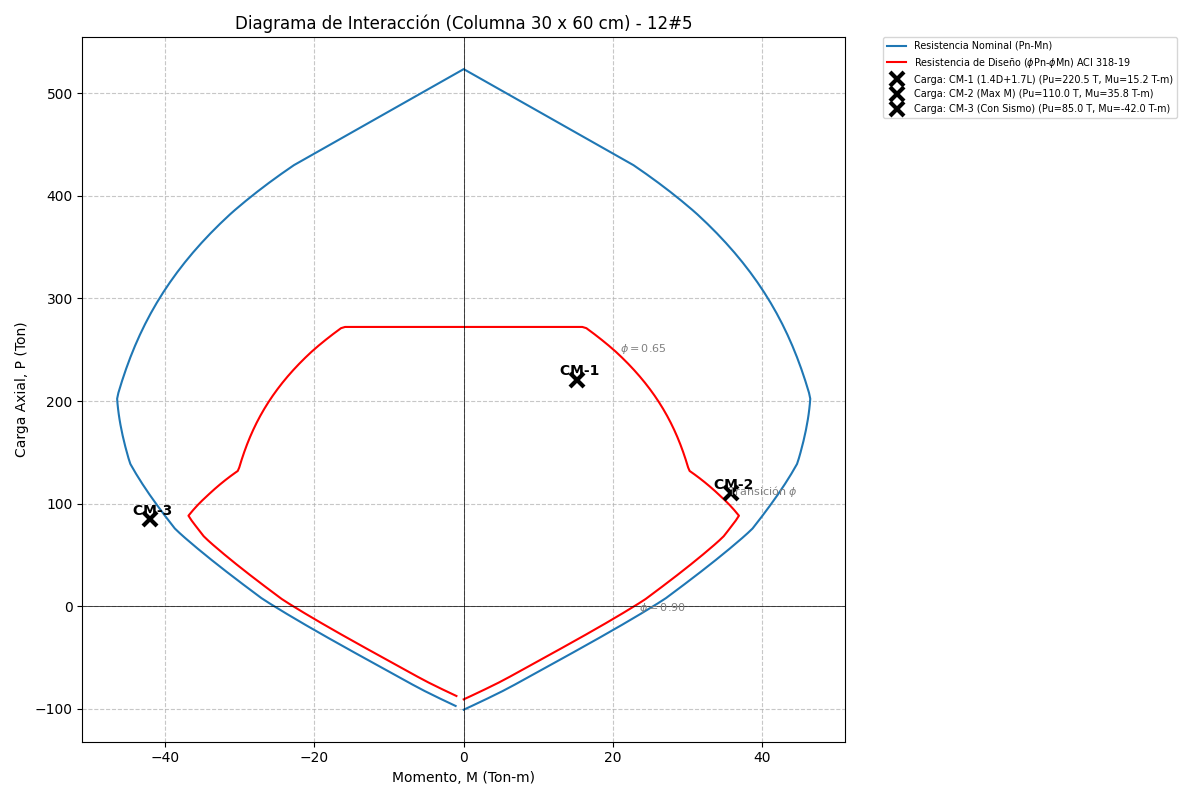 Diagrama de Interacción (Columna 30 x 60 cm) - 12#5
Resistencia Nominal (Pn-Mn)
Resistencia de Diseño (ϕPn-ϕMn) ACI 318-19
Carga: CM-1 (1.4D+1.7L) (Pu=220.5 T, Mu=15.2 T-m)
Carga: CM-2 (Max M) (Pu=110.0 T, Mu=35.8 T-m)
Carga: CM-3 (Con Sismo) (Pu=85.0 T, Mu=-42.0 T-m)
Carga Axial, P (Ton)
500
400
300
200
100
0
−100
ϕ = 0.65
CM-1
CM-2
Transición ϕ
CM-3
ϕ = 0.90
−40
−20
0
20
40
Momento, M (Ton-m)